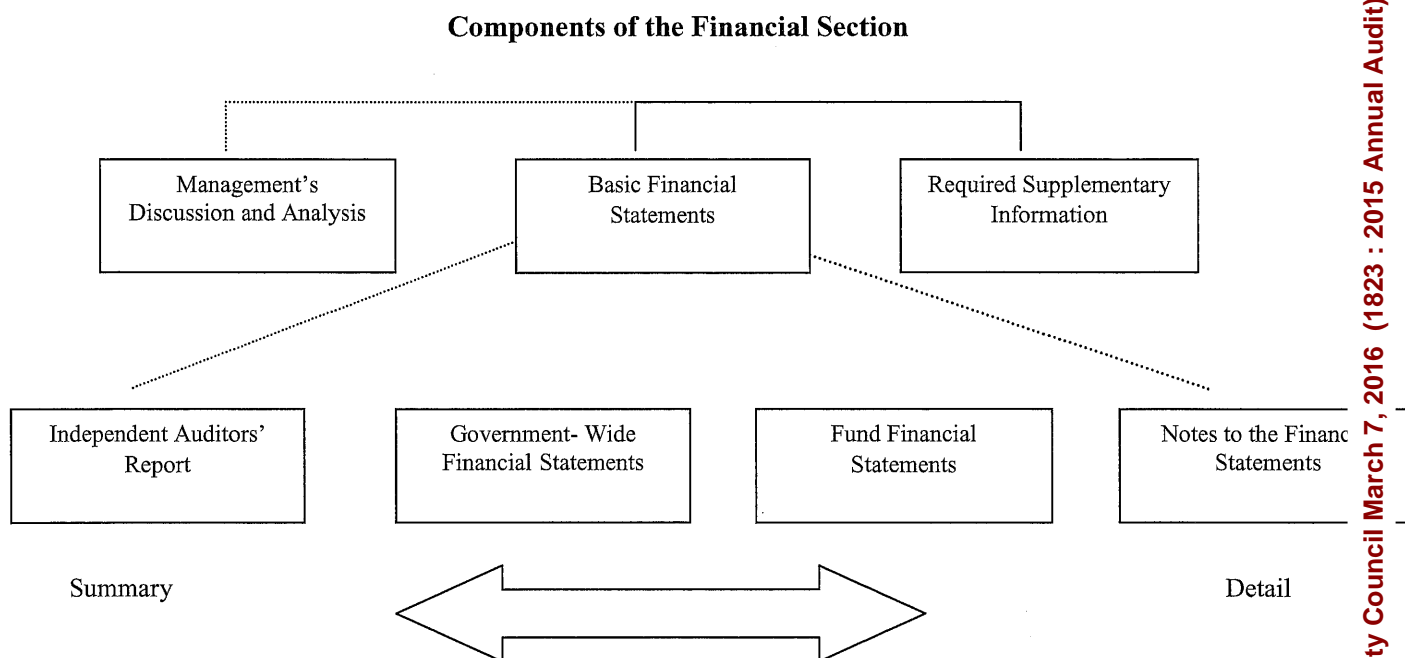 Components of the Financial Section
Management's
Discussion and Analysis
Basic Financial
Statements
Required Supplementary
Information
Independent Auditors'
Report
Government- Wide
Financial Statements
Fund Financial
Statements
Notes to the Financ
Statements
Summary
Detail
ty Council March 7, 2016 (1823 : 2015 Annual Audit)